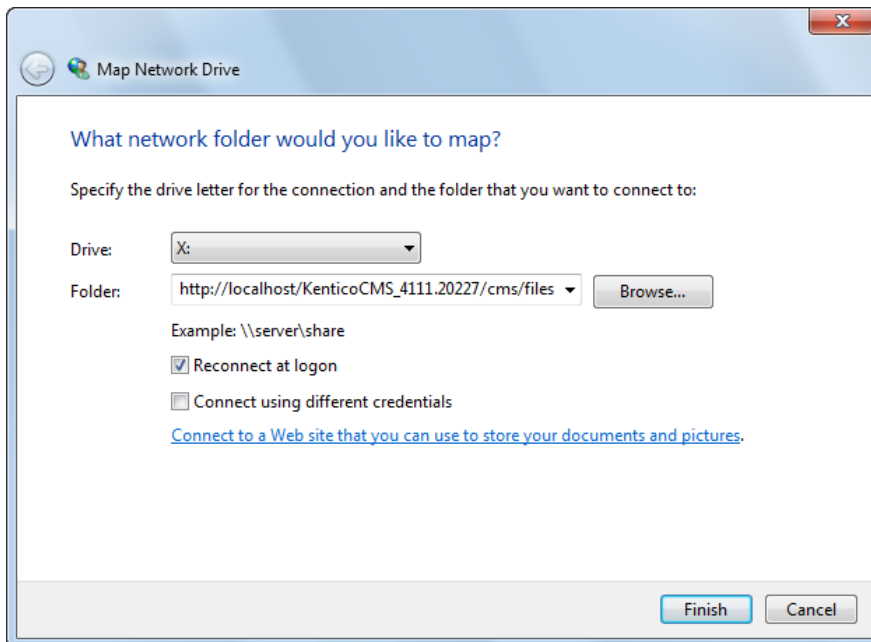 Map Network Drive
What network folder would you like to map?
Specify the drive letter for the connection and the folder that you want to connect to:
Drive: X:
Folder: http://localhost/KenticoCMS_4111.20227/cms/files Browse...
Example: \\server\share
Reconnect at logon
Connect using different credentials
Connect to a Web site that you can use to store your documents and pictures.
Finish Cancel